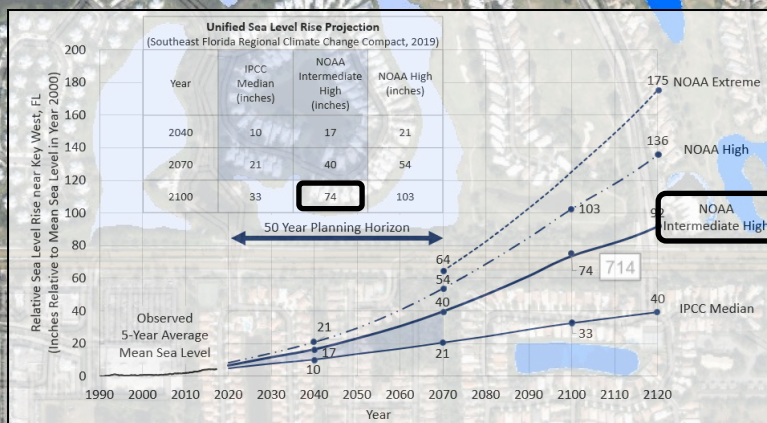 Unified Sea Level Rise Projection
(Southeast Florida Regional Climate Change Compact, 2019)
Year
IPCC
Median
(inches)
NOAA
Intermediate
High
(inches)
NOAA High
(inches)
2040 10 17 21
2070 21 40 54
2100 33 74 103
Relative Sea Level Rise near Key West, FL
(Inches Relative to Mean Sea Level in Year 2000)
200
180
160
140
120
100
80
60
40
20
0
50 Year Planning Horizon
Observed
5-Year Average
Mean Sea Level
175 NOAA Extreme
136 NOAA High
92 NOAA
Intermediate High
40 IPCC Median
103
74
714
33
64
54
40
21
21
17
10
1990 2000 2010 2020 2030 2040 2050 2060 2070 2080 2090 2100 2110 2120
Year